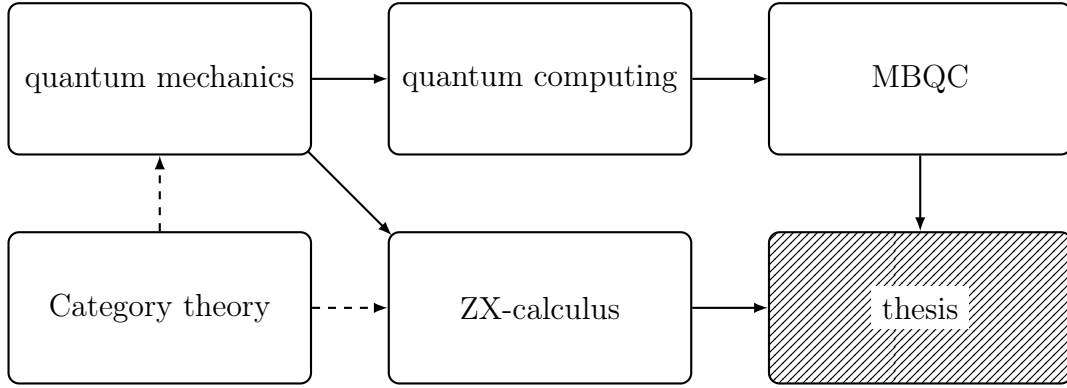 quantum mechanics
quantum computing
MBQC
Category theory
ZX-calculus
thesis